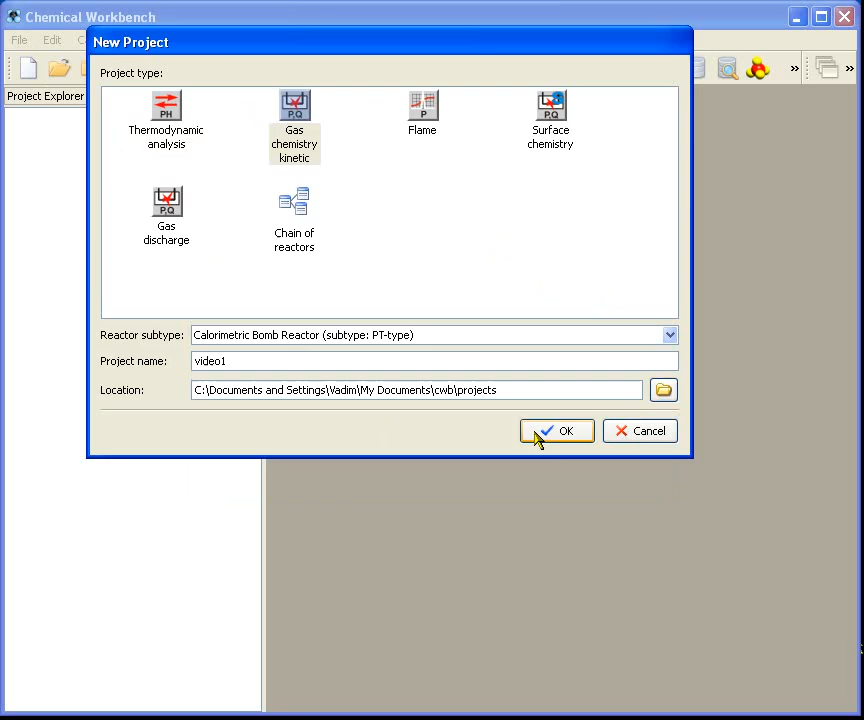 Chemical Workbench
File Edit
New Project
Project Explorer
Project type:
PH
Thermodynamic
analysis
P,Q
Gas
chemistry
kinetic
P
Flame
P,Q
Surface
chemistry
P,Q
Gas
discharge
Chain of
reactors
Reactor subtype: Calorimetric Bomb Reactor (subtype: PT-type)
Project name: video1
Location: C:\Documents and Settings\Vadim\My Documents\cwb\projects
OK Cancel